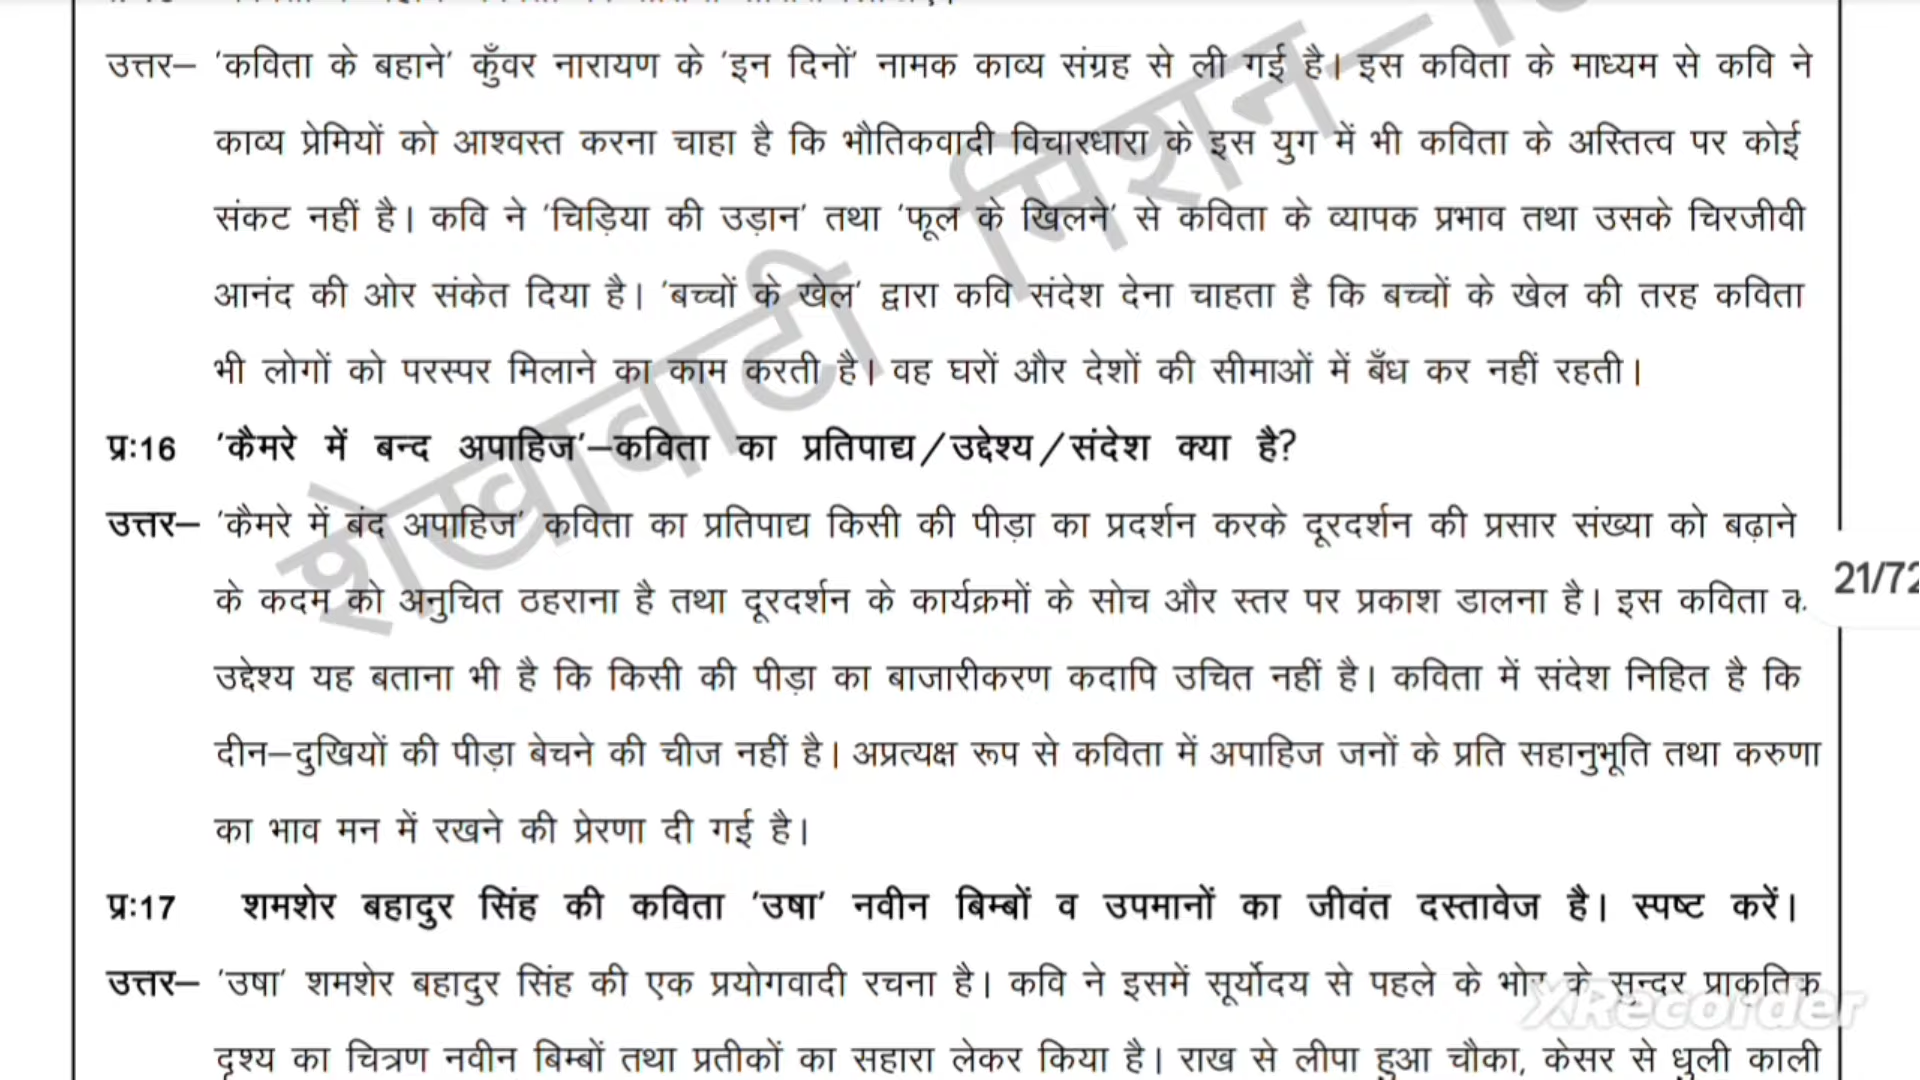 उत्तर– 'कविता के बहाने' कुँवर नारायण के 'इन दिनों' नामक काव्य संग्रह से ली गई है। इस कविता के माध्यम से कवि ने
काव्य प्रेमियों को आश्वस्त करना चाहा है कि भौतिकवादी विचारधारा के इस युग में भी कविता के अस्तित्व पर कोई
संकट नहीं है। कवि ने 'चिड़िया की उड़ान' तथा 'फूल के खिलने' से कविता के व्यापक प्रभाव तथा उसके चिरजीवी
आनंद की ओर संकेत दिया है। 'बच्चों के खेल' द्वारा कवि संदेश देना चाहता है कि बच्चों के खेल की तरह कविता
भी लोगों को परस्पर मिलाने का काम करती है। वह घरों और देशों की सीमाओं में बँध कर नहीं रहती।
प्र:16 'कैमरे में बन्द अपाहिज'–कविता का प्रतिपाद्य/उद्देश्य/संदेश क्या है?
उत्तर– 'कैमरे में बंद अपाहिज' कविता का प्रतिपाद्य किसी की पीड़ा का प्रदर्शन करके दूरदर्शन की प्रसार संख्या को बढ़ाने
के कदम को अनुचित ठहराना है तथा दूरदर्शन के कार्यक्रमों के सोच और स्तर पर प्रकाश डालना है। इस कविता
21/72
उद्देश्य यह बताना भी है कि किसी की पीड़ा का बाजारीकरण कदापि उचित नहीं है। कविता में संदेश निहित है कि
दीन–दुखियों की पीड़ा बेचने की चीज नहीं है। अप्रत्यक्ष रूप से कविता में अपाहिज जनों के प्रति सहानुभूति तथा करुणा
का भाव मन में रखने की प्रेरणा दी गई है।
प्र:17 शमशेर बहादुर सिंह की कविता 'उषा' नवीन बिम्बों व उपमानों का जीवंत दस्तावेज है। स्पष्ट करें।
उत्तर– 'उषा' शमशेर बहादुर सिंह की एक प्रयोगवादी रचना है। कवि ने इसमें सूर्योदय से पहले के भोर के सुन्दर प्राकृतिक
दृश्य का चित्रण नवीन बिम्बों तथा प्रतीकों का सहारा लेकर किया है। राख से लीपा हुआ चौका, केसर से धुली काली
शेखावाटी मिशन–
XRecorder